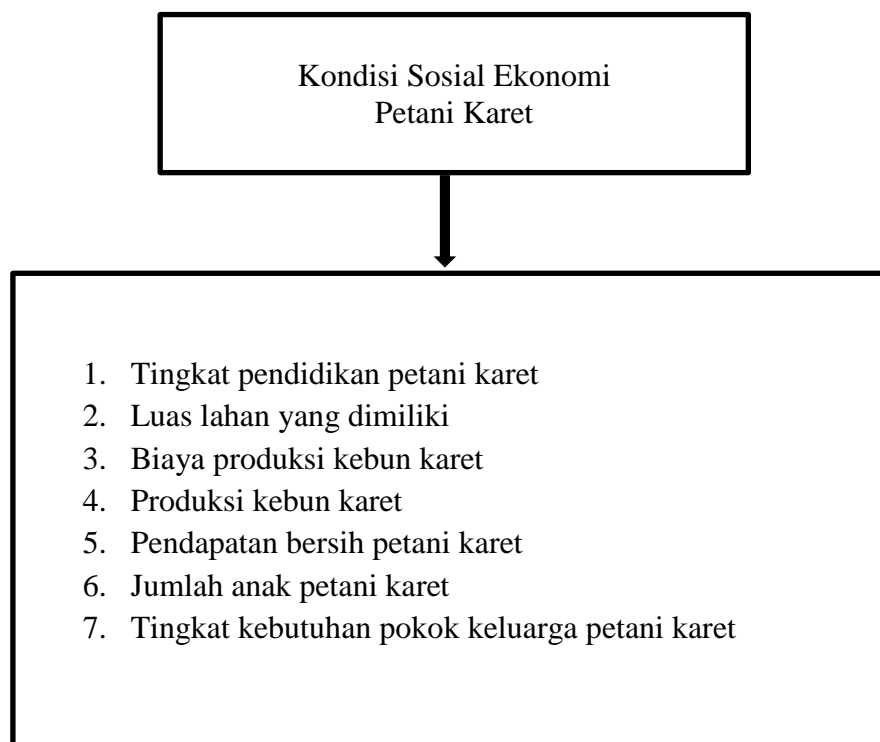 Kondisi Sosial Ekonomi
Petani Karet
1. Tingkat pendidikan petani karet
2. Luas lahan yang dimiliki
3. Biaya produksi kebun karet
4. Produksi kebun karet
5. Pendapatan bersih petani karet
6. Jumlah anak petani karet
7. Tingkat kebutuhan pokok keluarga petani karet